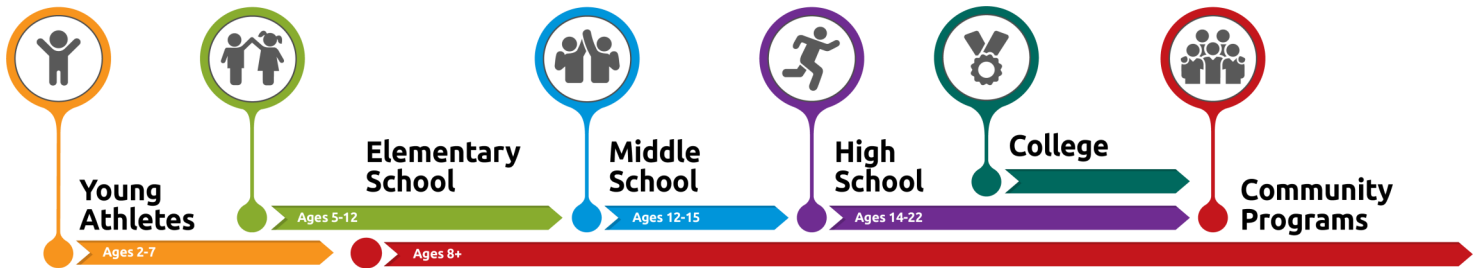 Young
Athletes
Ages 2-7
Elementary
School
Ages 5-12
Middle
School
Ages 12-15
High
School
Ages 14-22
College
Community
Programs
Ages 8+